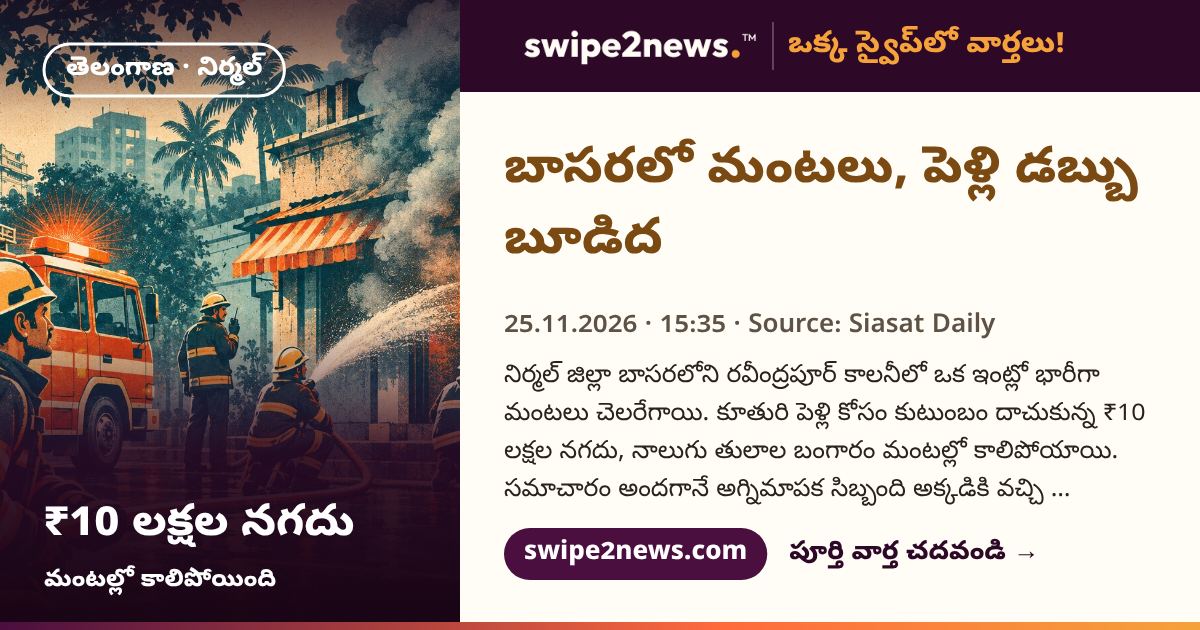 తెలంగాణ · నిర్మల్
swipe2news.™
ఒక్క స్వైప్‌లో వార్తలు!
బాసరలో మంటలు, పెళ్లి డబ్బు
బూడిద
25.11.2026 · 15:35 · Source: Siasat Daily
నిర్మల్ జిల్లా బాసరలోని రవీంద్రపూర్ కాలనీలో ఒక ఇంట్లో భారీగా
మంటలు చెలరేగాయి. కూతురి పెళ్లి కోసం కుటుంబం దాచుకున్న ₹10
లక్షల నగదు, నాలుగు తులాల బంగారం మంటల్లో కాలిపోయాయి.
సమాచారం అందగానే అగ్నిమాపక సిబ్బంది అక్కడికి వచ్చి ...
₹10 లక్షల నగదు
మంటల్లో కాలిపోయింది
swipe2news.com
పూర్తి వార్త చదవండి →